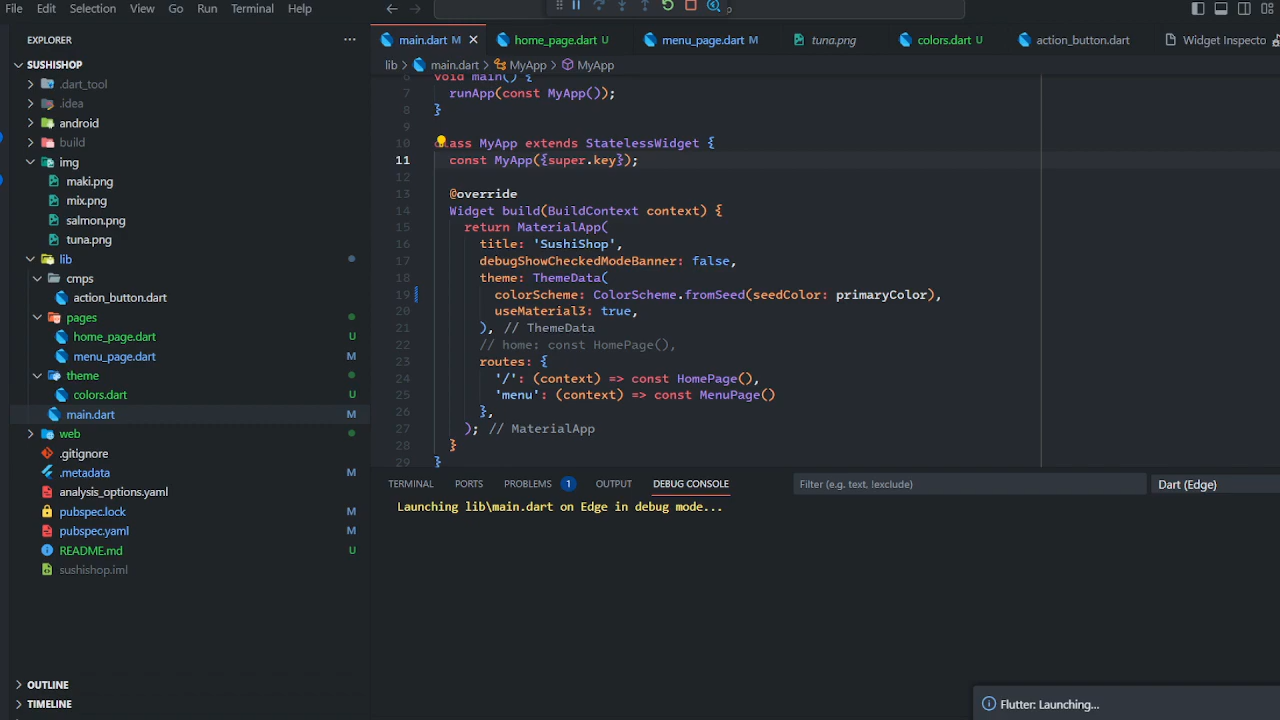 File Edit Selection View Go Run Terminal Help
EXPLORER
SUSHISHOP
.dart_tool
.idea
android
build
img
maki.png
mix.png
salmon.png
tuna.png
lib
cmps
action_button.dart
pages
home_page.dart U
menu_page.dart M
theme
colors.dart U
main.dart M
web
.gitignore
.metadata M
analysis_options.yaml
pubspec.lock M
pubspec.yaml M
README.md U
sushishop.iml
OUTLINE
TIMELINE
main.dart M home_page.dart U menu_page.dart M tuna.png colors.dart U action_button.dart Widget Inspecto
lib > main.dart > MyApp > MyApp
6 void main() {
7 runApp(const MyApp());
8 }
9
10 class MyApp extends StatelessWidget {
11 const MyApp({super.key});
12
13 @override
14 Widget build(BuildContext context) {
15 return MaterialApp(
16 title: 'SushiShop',
17 debugShowCheckedModeBanner: false,
18 theme: ThemeData(
19 colorScheme: ColorScheme.fromSeed(seedColor: primaryColor),
20 useMaterial3: true,
21 ), // ThemeData
22 // home: const HomePage(),
23 routes: {
24 '/': (context) => const HomePage(),
25 'menu': (context) => const MenuPage()
26 },
27 ); // MaterialApp
28 }
29 }
TERMINAL PORTS PROBLEMS 1 OUTPUT DEBUG CONSOLE Filter (e.g. text, !exclude) Dart (Edge)
Launching lib\main.dart on Edge in debug mode...
Flutter: Launching...